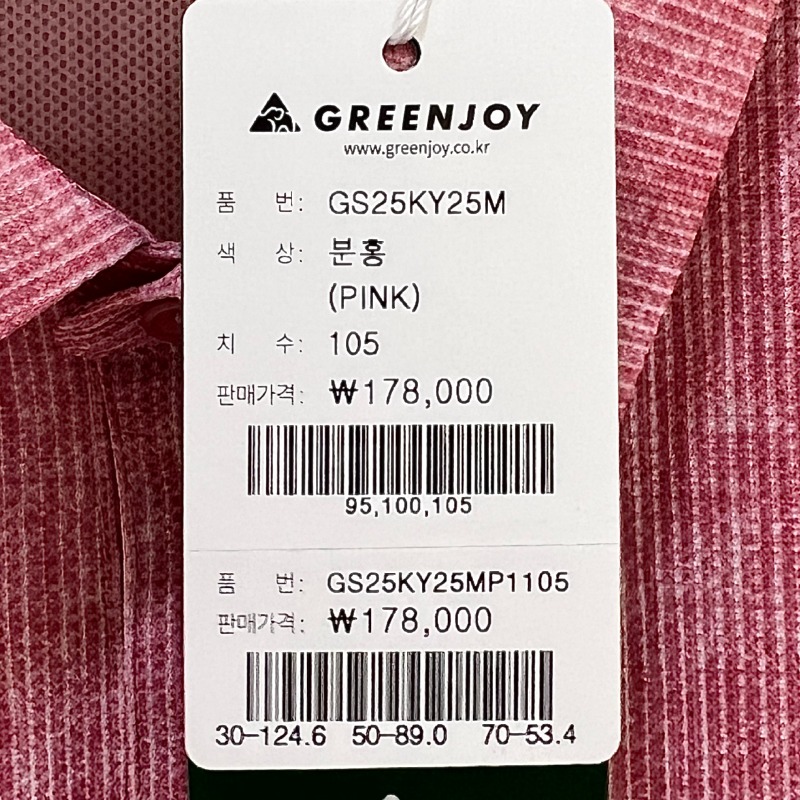 GREENJOY
www.greenjoy.co.kr
품 번: GS25KY25M
색 상: 분홍
(PINK)
치 수: 105
판매가격: ₩178,000
95,100,105
품 번: GS25KY25MP1105
판매가격: ₩178,000
30-124.6 50-89.0 70-53.4